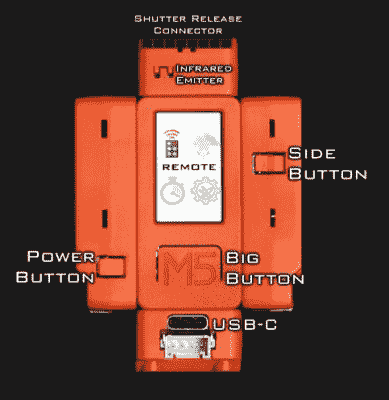 Shutter Release
Connector
Infrared
Emitter
Side
Button
REMOTE
Power
Button
Big
Button
M5
USB-C